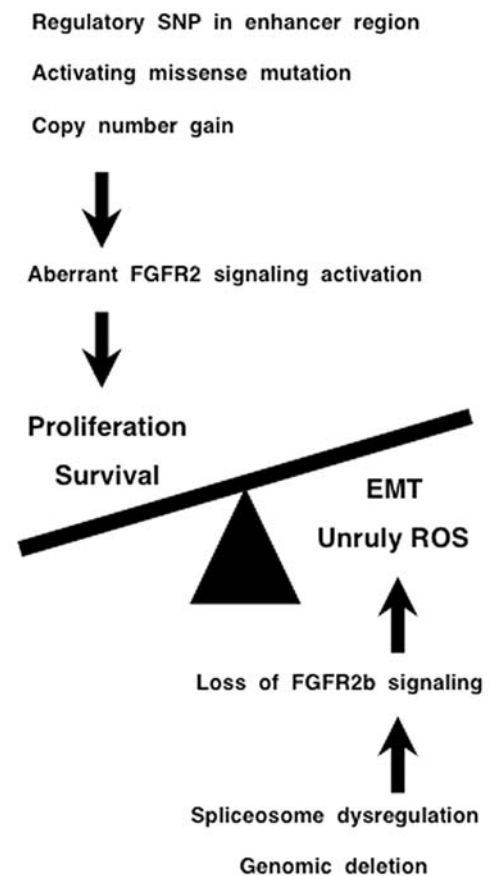 Regulatory SNP in enhancer region
Activating missense mutation
Copy number gain
Aberrant FGFR2 signaling activation
Proliferation
Survival
EMT
Unruly ROS
Loss of FGFR2b signaling
Spliceosome dysregulation
Genomic deletion